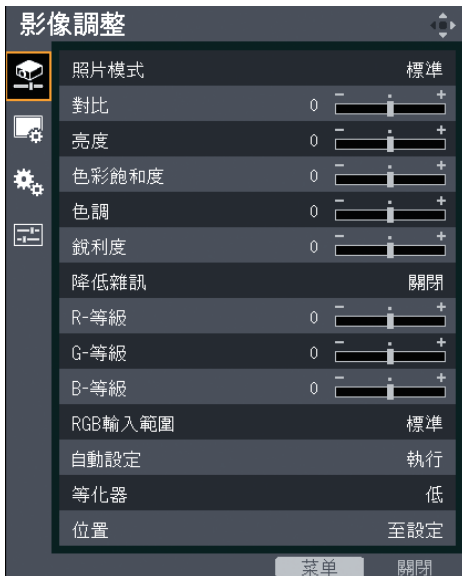 影像調整
照片模式 標準
對比 0 - +
亮度 0 - +
色彩飽和度 0 - +
色調 0 - +
銳利度 0 - +
降低雜訊 關閉
R-等級 0 - +
G-等級 0 - +
B-等級 0 - +
RGB輸入範圍 標準
自動設定 執行
等化器 低
位置 至設定
菜单 關閉